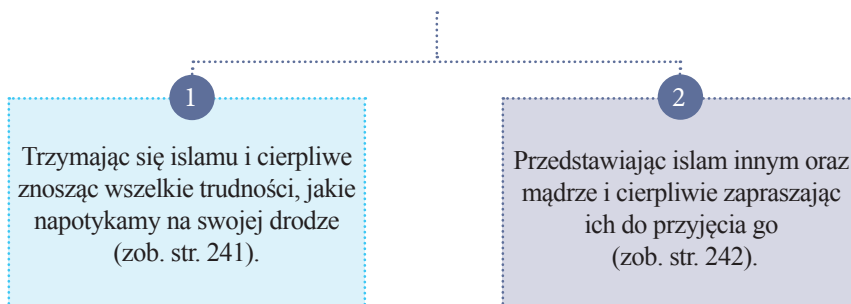 1
Trzymając się islamu i cierpliwe
znosząc wszelkie trudności, jakie
napotykamy na swojej drodze
(zob. str. 241).
2
Przedstawiając islam innym oraz
mądrze i cierpliwie zapraszając
ich do przyjęcia go
(zob. str. 242).